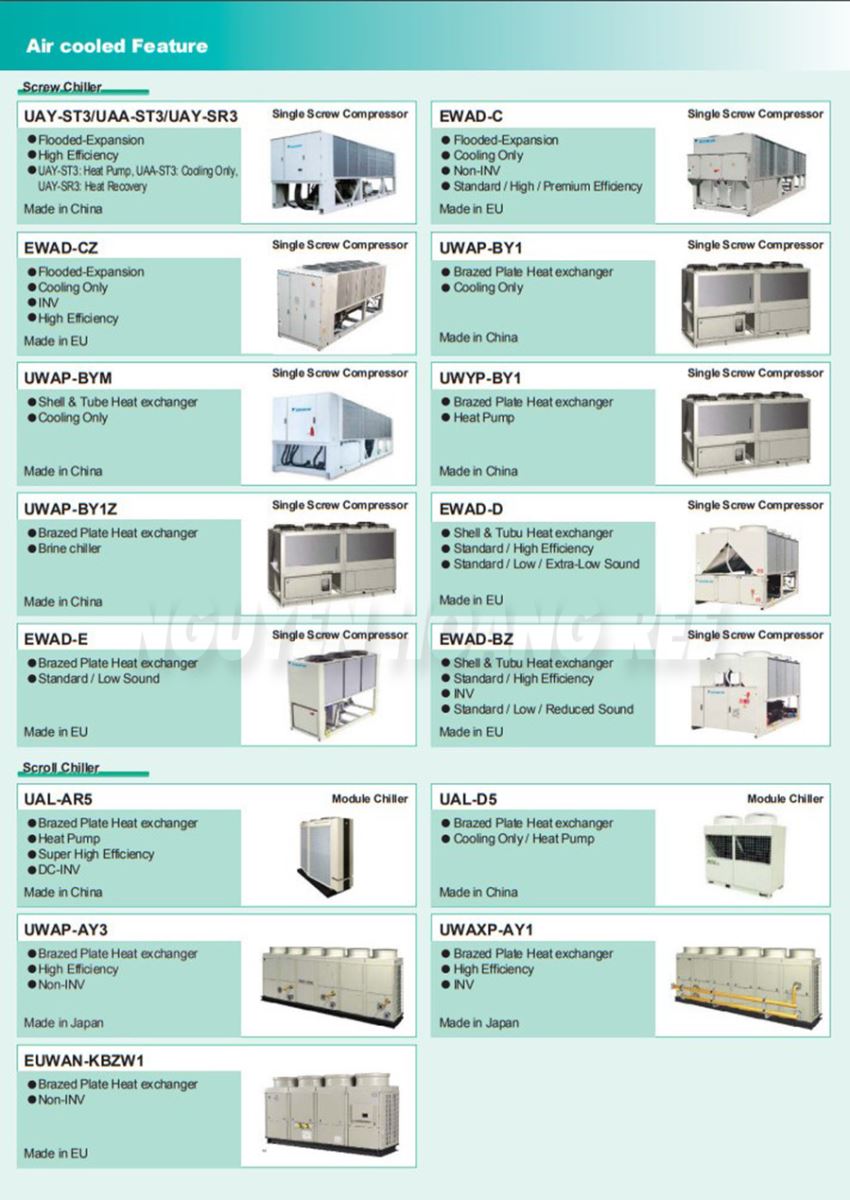 Air cooled Feature
Screw Chiller
UAY-ST3/UAA-ST3/UAY-SR3
Single Screw Compressor
●Flooded-Expansion
●High Efficiency
●UAY-ST3: Heat Pump, UAA-ST3: Cooling Only,
UAY-SR3: Heat Recovery
Made in China
EWAD-C
Single Screw Compressor
● Flooded-Expansion
● Cooling Only
● Non-INV
● Standard / High / Premium Efficiency
Made in EU
EWAD-CZ
Single Screw Compressor
●Flooded-Expansion
●Cooling Only
●INV
●High Efficiency
Made in EU
UWAP-BY1
Single Screw Compressor
● Brazed Plate Heat exchanger
● Cooling Only
Made in China
UWAP-BYM
Single Screw Compressor
●Shell & Tube Heat exchanger
●Cooling Only
Made in China
UWYP-BY1
Single Screw Compressor
● Brazed Plate Heat exchanger
● Heat Pump
Made in China
UWAP-BY1Z
Single Screw Compressor
●Brazed Plate Heat exchanger
●Brine chiller
Made in China
EWAD-D
Single Screw Compressor
● Shell & Tubu Heat exchanger
● Standard / High Efficiency
● Standard / Low / Extra-Low Sound
Made in EU
NGUYEN HOANG REE
EWAD-E
Single Screw Compressor
●Brazed Plate Heat exchanger
●Standard / Low Sound
Made in EU
EWAD-BZ
Single Screw Compressor
● Shell & Tubu Heat exchanger
● Standard / High Efficiency
● INV
● Standard / Low / Reduced Sound
Made in EU
Scroll Chiller
UAL-AR5
Module Chiller
●Brazed Plate Heat exchanger
●Heat Pump
●Super High Efficiency
●DC-INV
Made in China
UAL-D5
Module Chiller
● Brazed Plate Heat exchanger
● Cooling Only / Heat Pump
Made in China
UWAP-AY3
●Brazed Plate Heat exchanger
●High Efficiency
●Non-INV
Made in Japan
UWAXP-AY1
● Brazed Plate Heat exchanger
● High Efficiency
● INV
Made in Japan
EUWAN-KBZW1
●Brazed Plate Heat exchanger
●Non-INV
Made in EU